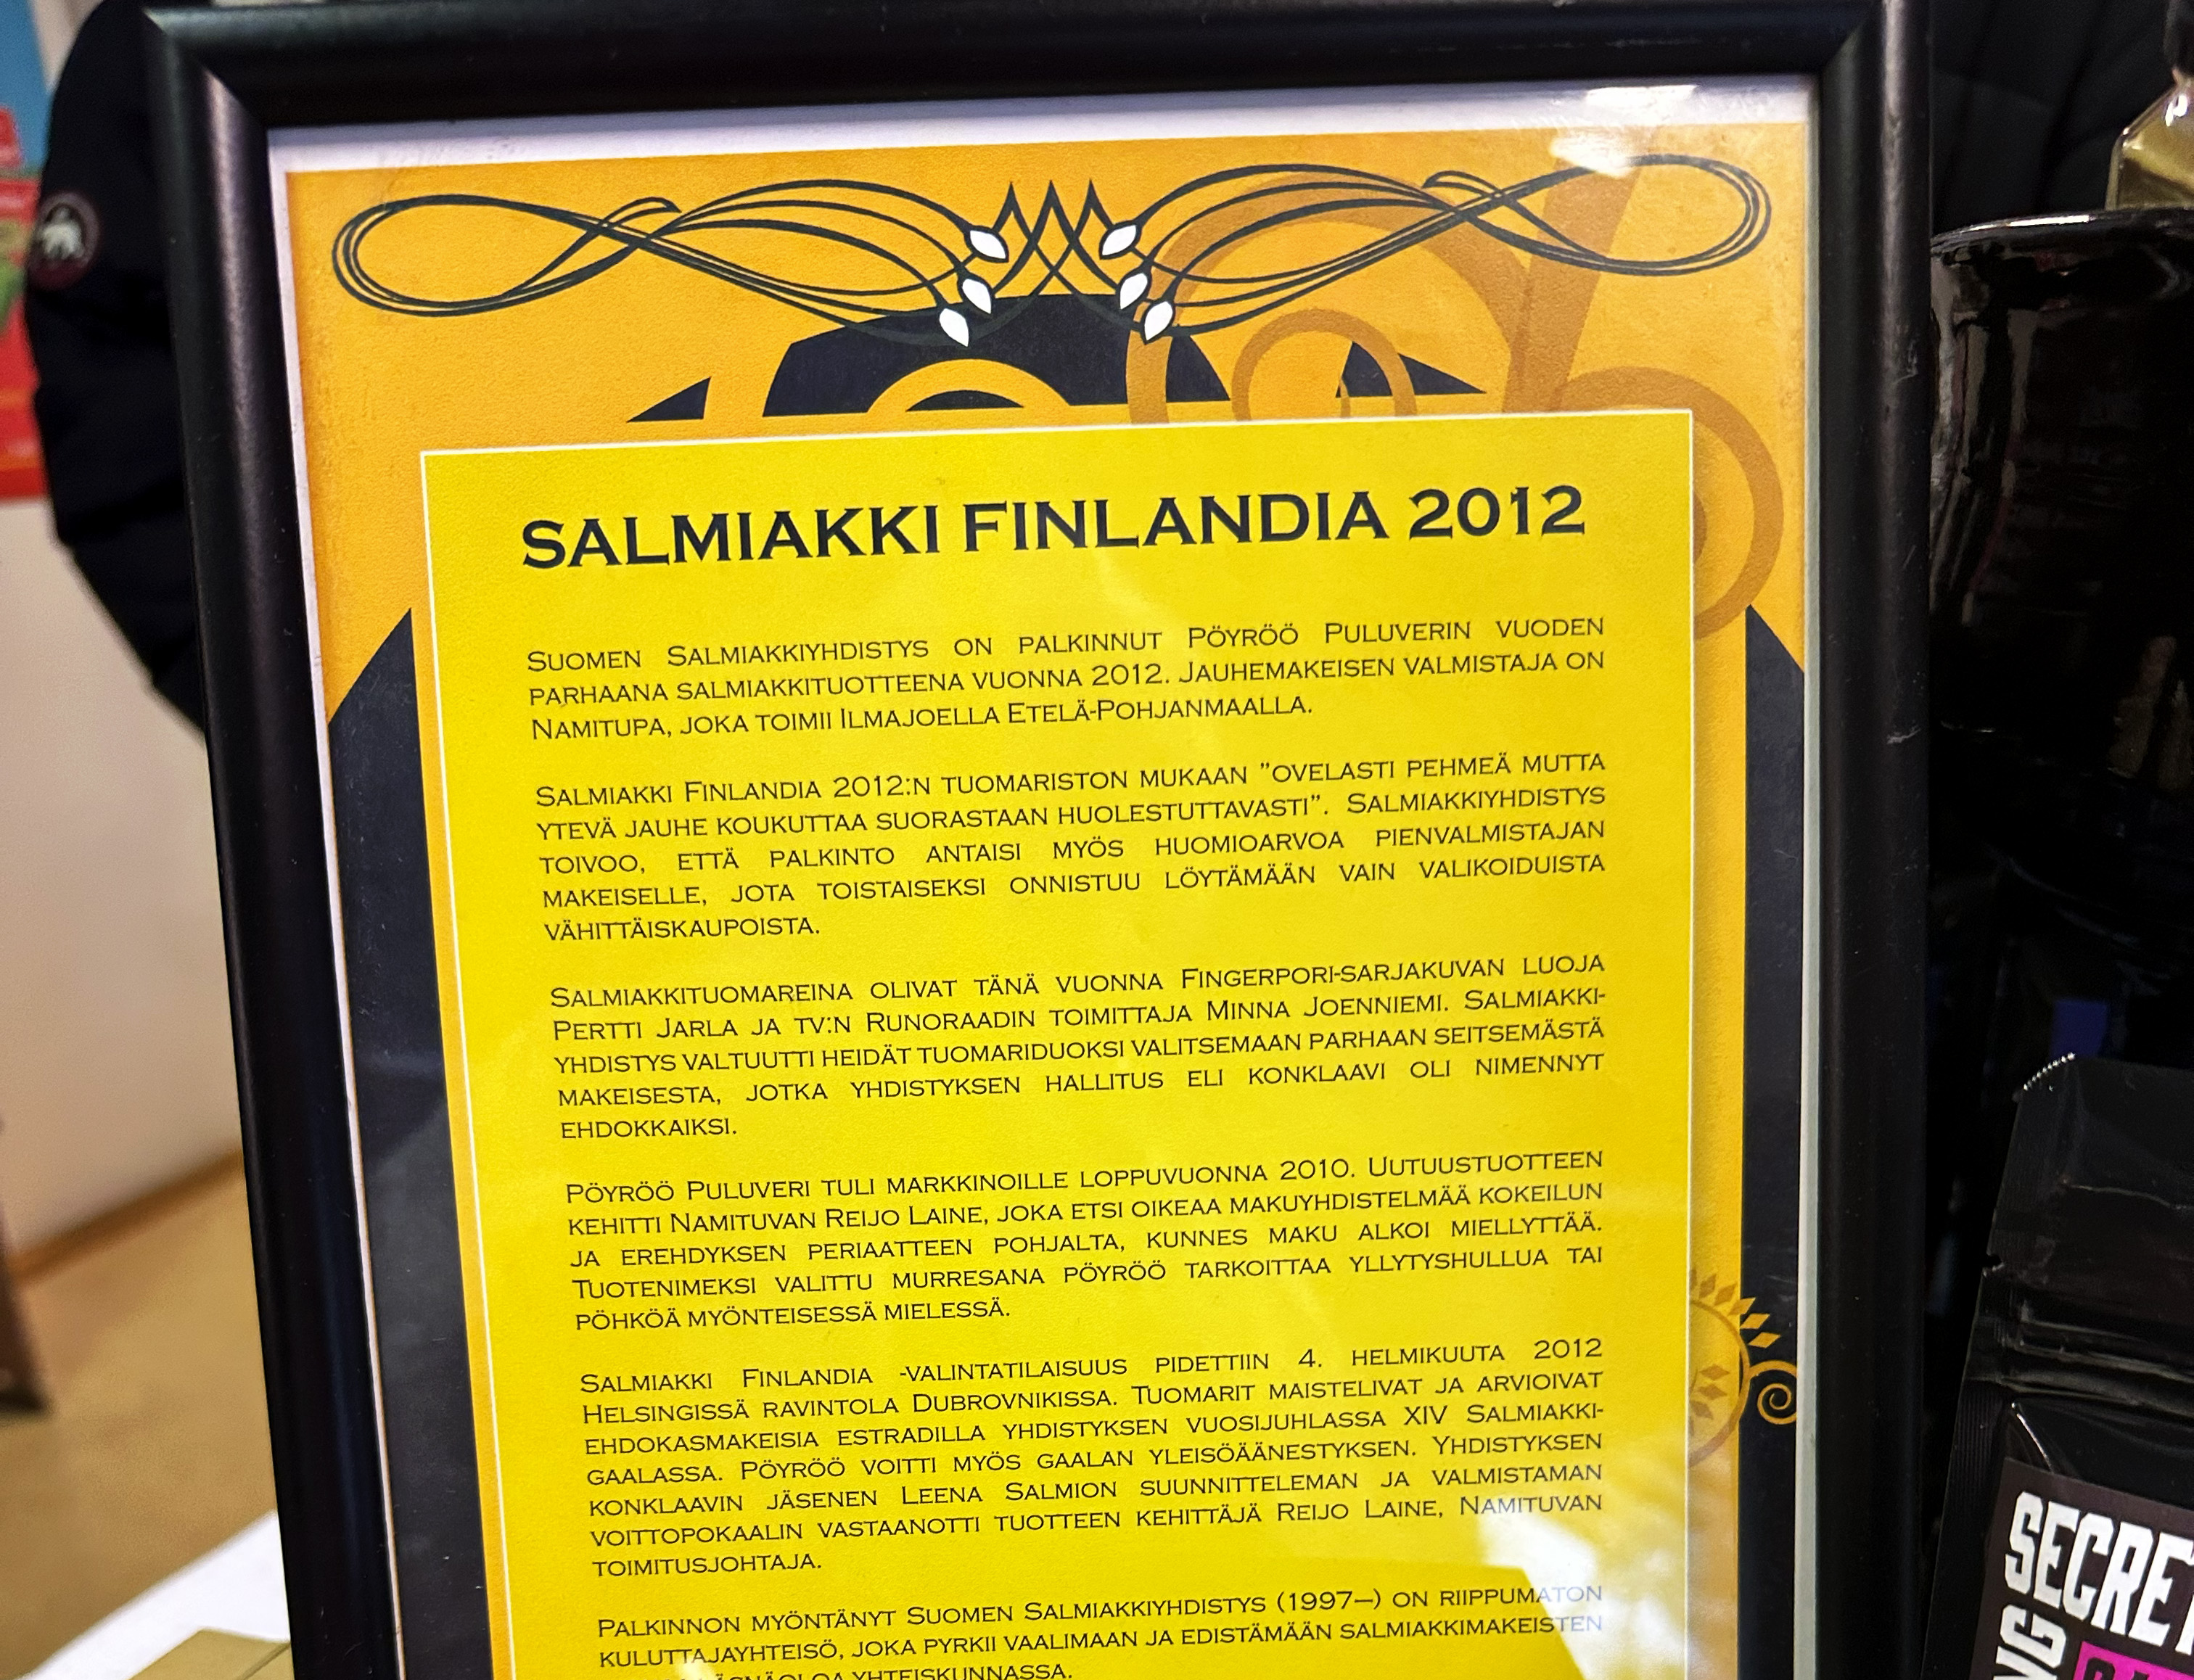 SALMIAKKI FINLANDIA 2012
SUOMEN SALMIAKKIYHDISTYS ON PALKINNUT PÖYRÖÖ PULUVERIN VUODEN
PARHAANA SALMIAKKITUOTTEENA VUONNA 2012. JAUHEMAKEISEN VALMISTAJA ON
NAMITUPA, JOKA TOIMII ILMAJOELLA ETELÄ-POHJANMAALLA.
SALMIAKKI FINLANDIA 2012:N TUOMARISTON MUKAAN "OVELASTI PEHMEÄ MUTTA
YTEVÄ JAUHE KOUKUTTAA SUORASTAAN HUOLESTUTTAVASTI". SALMIAKKIYHDISTYS
TOIVOO, ETTÄ PALKINTO ANTAISI MYÖS HUOMIOARVOA PIENVALMISTAJAN
MAKEISELLE, JOTA TOISTAISEKSI ONNISTUU LÖYTÄMÄÄN VAIN VALIKOIDUISTA
VÄHITTÄISKAUPOISTA.
SALMIAKKITUOMAREINA OLIVAT TÄNÄ VUONNA FINGERPORI-SARJAKUVAN LUOJA
PERTTI JARLA JA TV:N RUNORAADIN TOIMITTAJA MINNA JOENNIEMI. SALMIAKKI-
YHDISTYS VALTUUTTI HEIDÄT TUOMARIDUOKSI VALITSEMAAN PARHAAN SEITSEMÄSTÄ
MAKEISESTA, JOTKA YHDISTYKSEN HALLITUS ELI KONKLAAVI OLI NIMENNYT
EHDOKKAIKSI.
PÖYRÖÖ PULUVERI TULI MARKKINOILLE LOPPUVUONNA 2010. UUTUUSTUOTTEEN
KEHITTI NAMITUVAN REIJO LAINE, JOKA ETSI OIKEAA MAKUYHDISTELMÄÄ KOKEILUN
JA EREHDYKSEN PERIAATTEEN POHJALTA, KUNNES MAKU ALKOI MIELLYTTÄÄ.
TUOTENIMEKSI VALITTU MURRESANA PÖYRÖÖ TARKOITTAA YLLYTYSHULLUA TAI
PÖHKÖÄ MYÖNTEISESSÄ MIELESSÄ.
SALMIAKKI FINLANDIA -VALINTATILAISUUS PIDETTIIN 4. HELMIKUUTA 2012
HELSINGISSÄ RAVINTOLA DUBROVNIKISSA. TUOMARIT MAISTELIVAT JA ARVIOIVAT
EHDOKASMAKEISIA ESTRADILLA YHDISTYKSEN VUOSIJUHLASSA XIV SALMIAKKI-
GAALASSA. PÖYRÖÖ VOITTI MYÖS GAALAN YLEISÖÄÄNESTYKSEN. YHDISTYKSEN
KONKLAAVIN JÄSENEN LEENA SALMION SUUNNITTELEMAN JA VALMISTAMAN
VOITTOPOKAALIN VASTAANOTTI TUOTTEEN KEHITTÄJÄ REIJO LAINE, NAMITUVAN
TOIMITUSJOHTAJA.
PALKINNON MYÖNTÄNYT SUOMEN SALMIAKKIYHDISTYS (1997–) ON RIIPPUMATON
KULUTTAJAYHTEISÖ, JOKA PYRKII VAALIMAAN JA EDISTÄMÄÄN SALMIAKKIMAKEISTEN
YHTEISKUNNASSA.